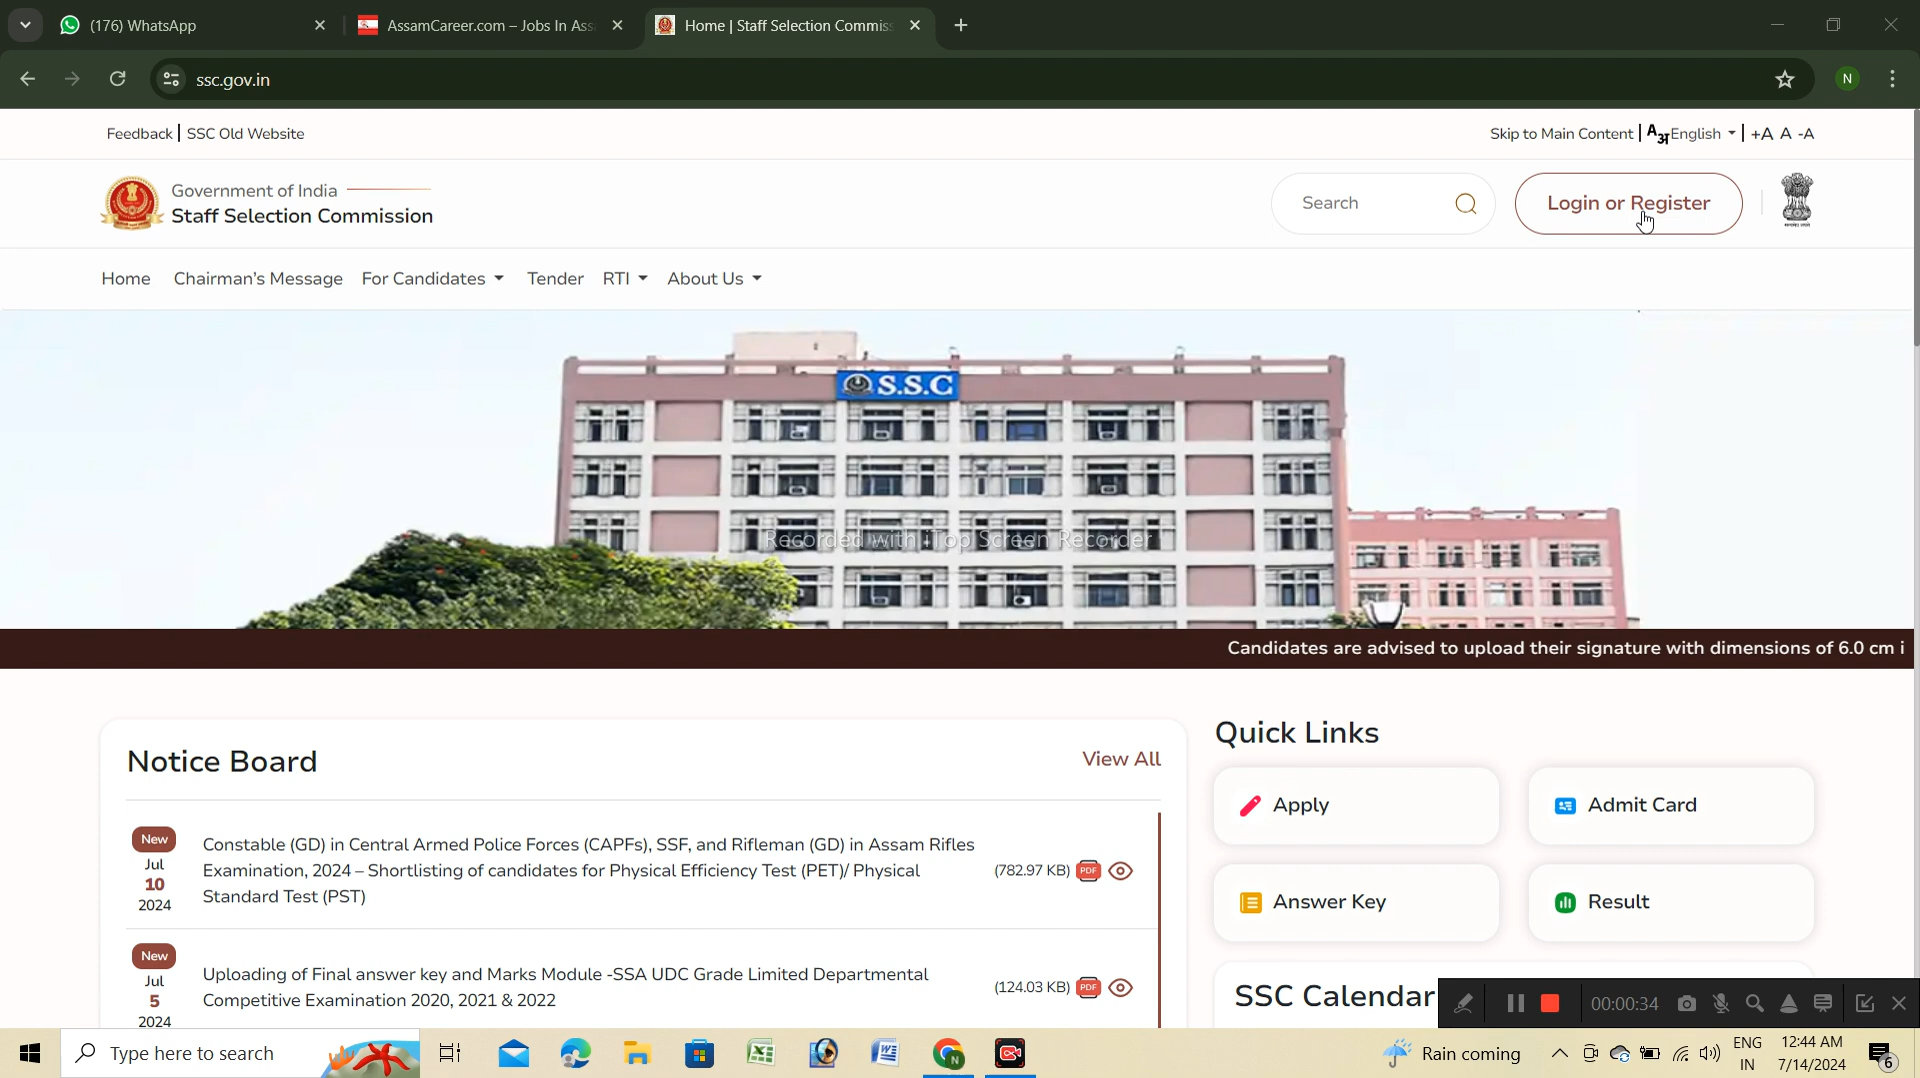 (176) WhatsApp
AssamCareer.com – Jobs In Ass
Home | Staff Selection Commis
ssc.gov.in
N
Feedback | SSC Old Website
Skip to Main Content | Aअ English | +A A -A
Government of India
Staff Selection Commission
Search
Login or Register
Home Chairman's Message For Candidates Tender RTI About Us
S.S.C
Recorded with iTop Screen Recorder
Candidates are advised to upload their signature with dimensions of 6.0 cm i
Notice Board
View All
New
Jul
10
2024
Constable (GD) in Central Armed Police Forces (CAPFs), SSF, and Rifleman (GD) in Assam Rifles
Examination, 2024 – Shortlisting of candidates for Physical Efficiency Test (PET)/ Physical
Standard Test (PST)
(782.97 KB) PDF
New
Jul
5
2024
Uploading of Final answer key and Marks Module -SSA UDC Grade Limited Departmental
Competitive Examination 2020, 2021 & 2022
(124.03 KB) PDF
Quick Links
Apply
Admit Card
Answer Key
Result
SSC Calendar
00:00:34
Type here to search
Rain coming
ENG
IN
12:44 AM
7/14/2024
6